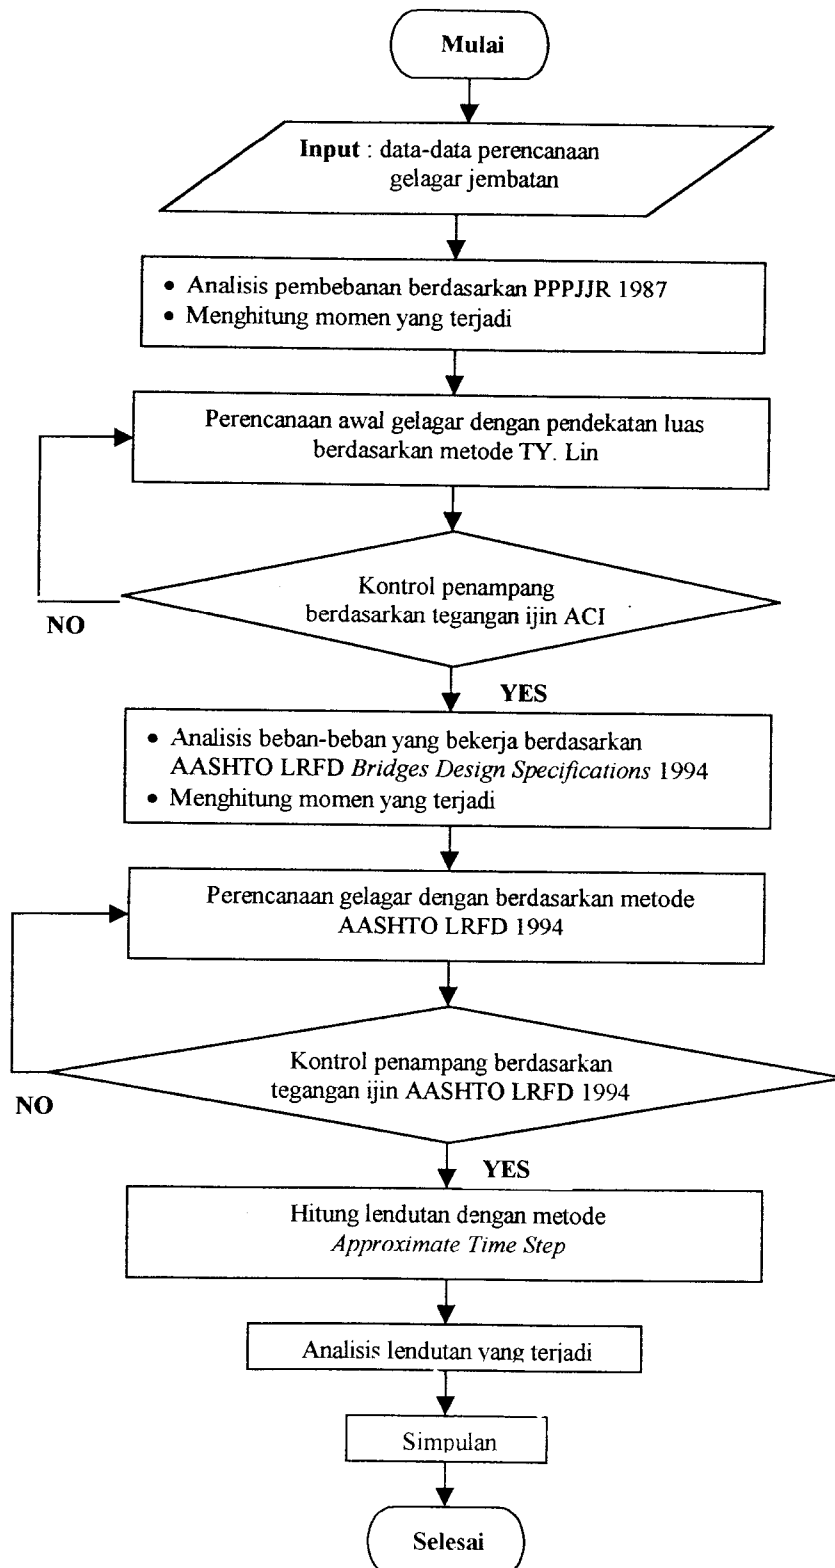 Mulai
Input : data-data perencanaan
gelagar jembatan
• Analisis pembebanan berdasarkan PPPJJR 1987
• Menghitung momen yang terjadi
Perencanaan awal gelagar dengan pendekatan luas
berdasarkan metode TY. Lin
Kontrol penampang
berdasarkan tegangan ijin ACI
NO
YES
• Analisis beban-beban yang bekerja berdasarkan
AASHTO LRFD Bridges Design Specifications 1994
• Menghitung momen yang terjadi
Perencanaan gelagar dengan berdasarkan metode
AASHTO LRFD 1994
Kontrol penampang berdasarkan
tegangan ijin AASHTO LRFD 1994
NO
YES
Hitung lendutan dengan metode
Approximate Time Step
Analisis lendutan yang terjadi
Simpulan
Selesai